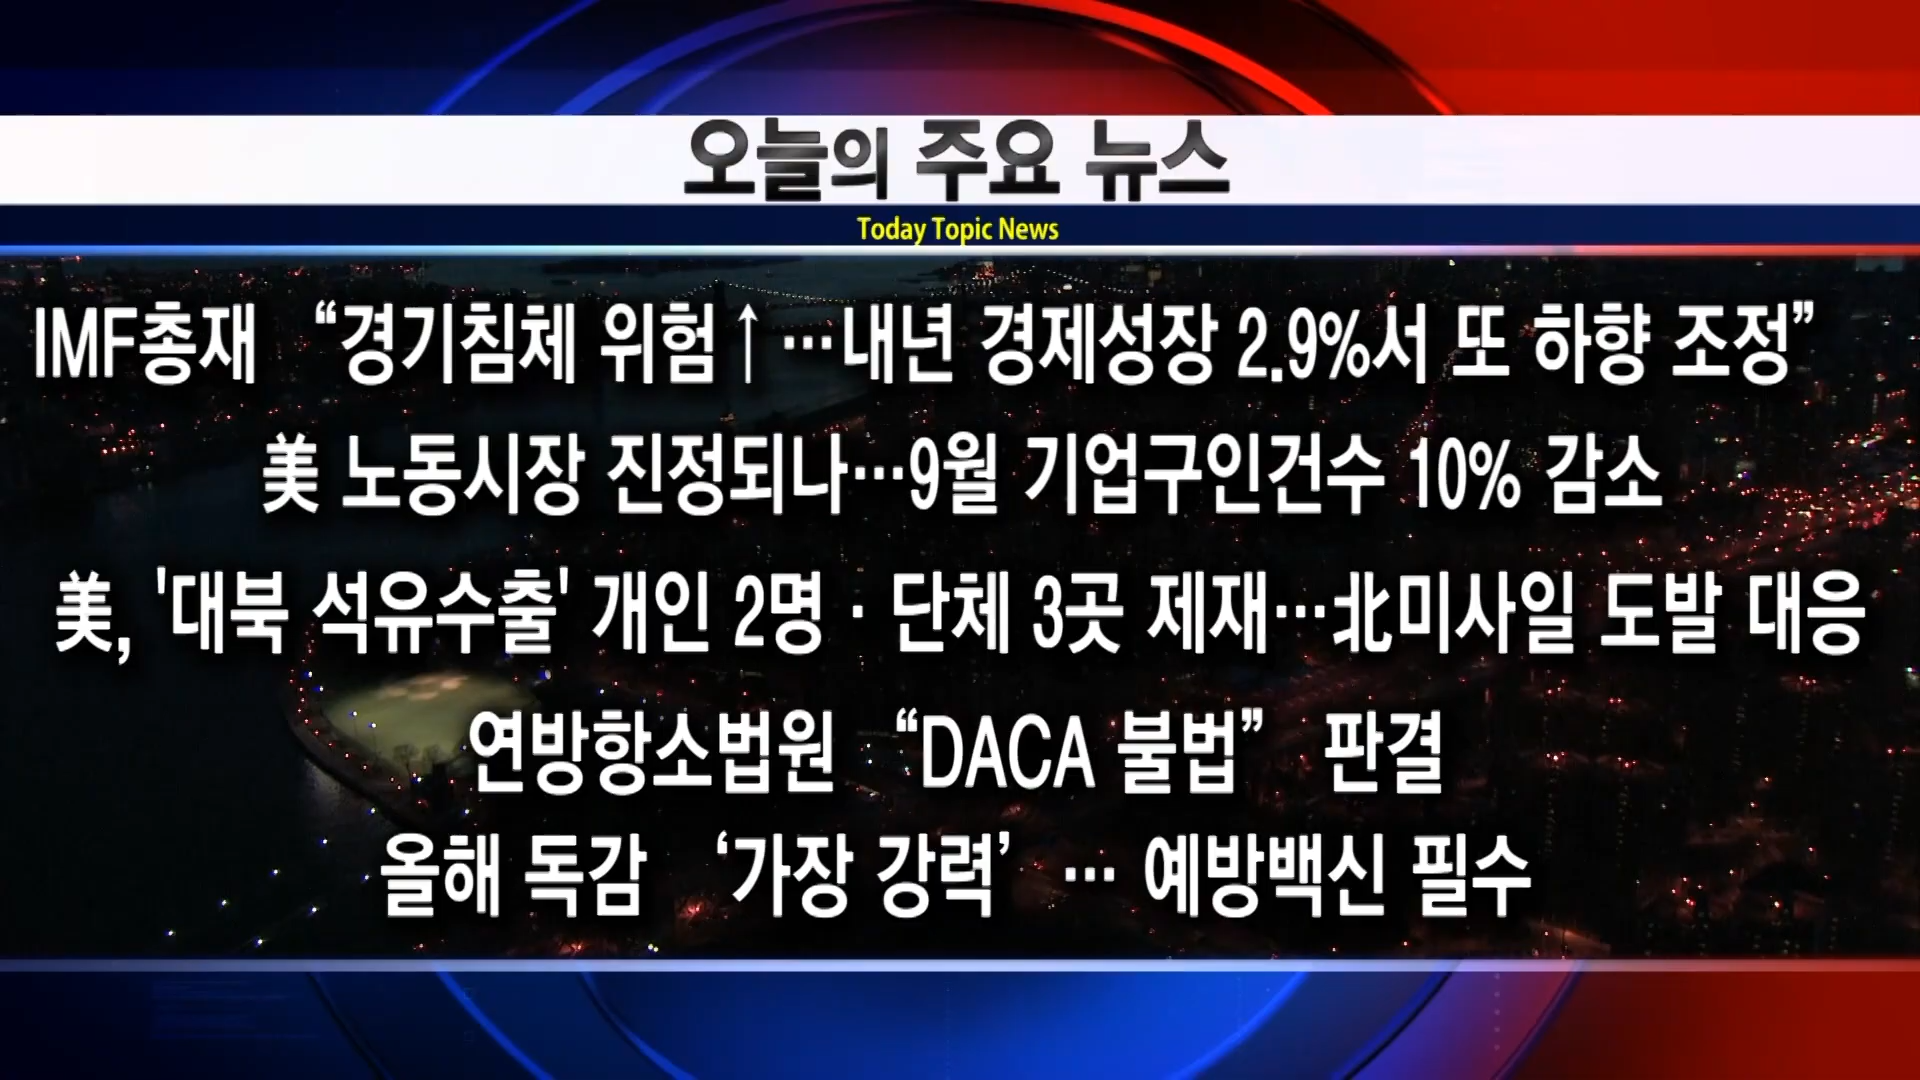 오늘의 주요 뉴스
Today Topic News
IMF총재 “경기침체 위험↑…내년 경제성장 2.9%서 또 하향 조정”
美 노동시장 진정되나…9월 기업구인건수 10% 감소
美, '대북 석유수출' 개인 2명·단체 3곳 제재…北미사일 도발 대응
연방항소법원 “DACA 불법” 판결
올해 독감 ‘가장 강력’… 예방백신 필수